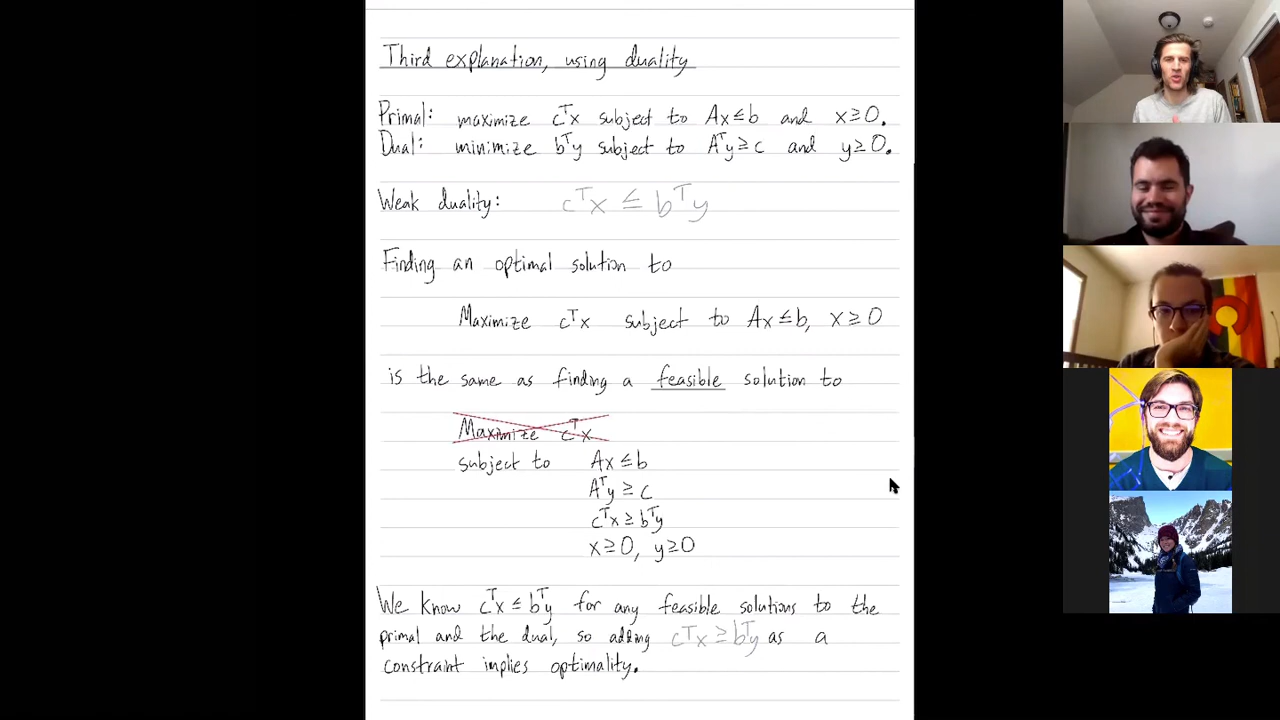 Third explanation, using duality
Primal: maximize cᵀx subject to Ax ≤ b and x ≥ 0.
Dual: minimize bᵀy subject to Aᵀy ≥ c and y ≥ 0.
Weak duality: cᵀx ≤ bᵀy
Finding an optimal solution to
Maximize cᵀx subject to Ax ≤ b, x ≥ 0
is the same as finding a feasible solution to
Maximize cᵀx
subject to Ax ≤ b
Aᵀy ≥ c
cᵀx ≥ bᵀy
x ≥ 0, y ≥ 0
We know cᵀx ≤ bᵀy for any feasible solutions to the
primal and the dual, so adding cᵀx ≥ bᵀy as a
constraint implies optimality.